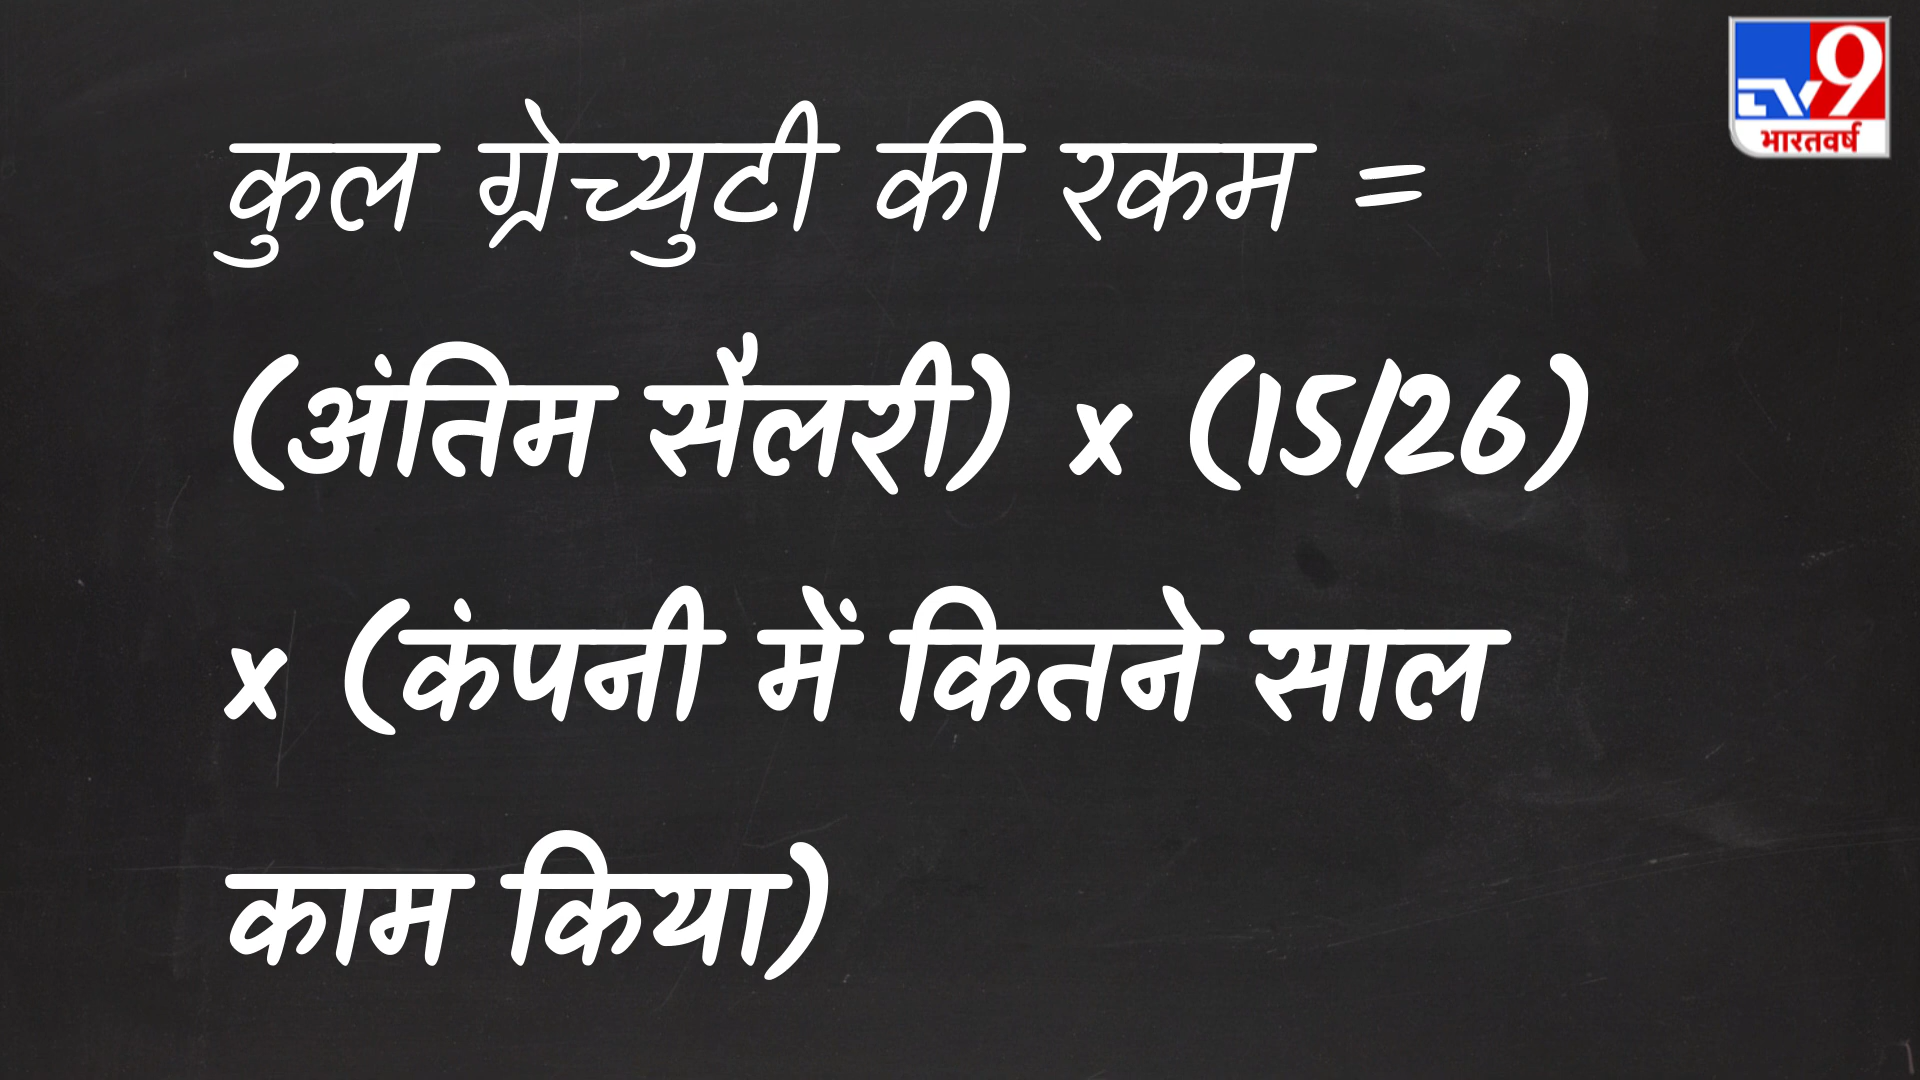 TV9
भारतवर्ष
कुल ग्रेच्युटी की रकम =
(अंतिम सैलरी) x (15/26)
x (कंपनी में कितने साल
काम किया)